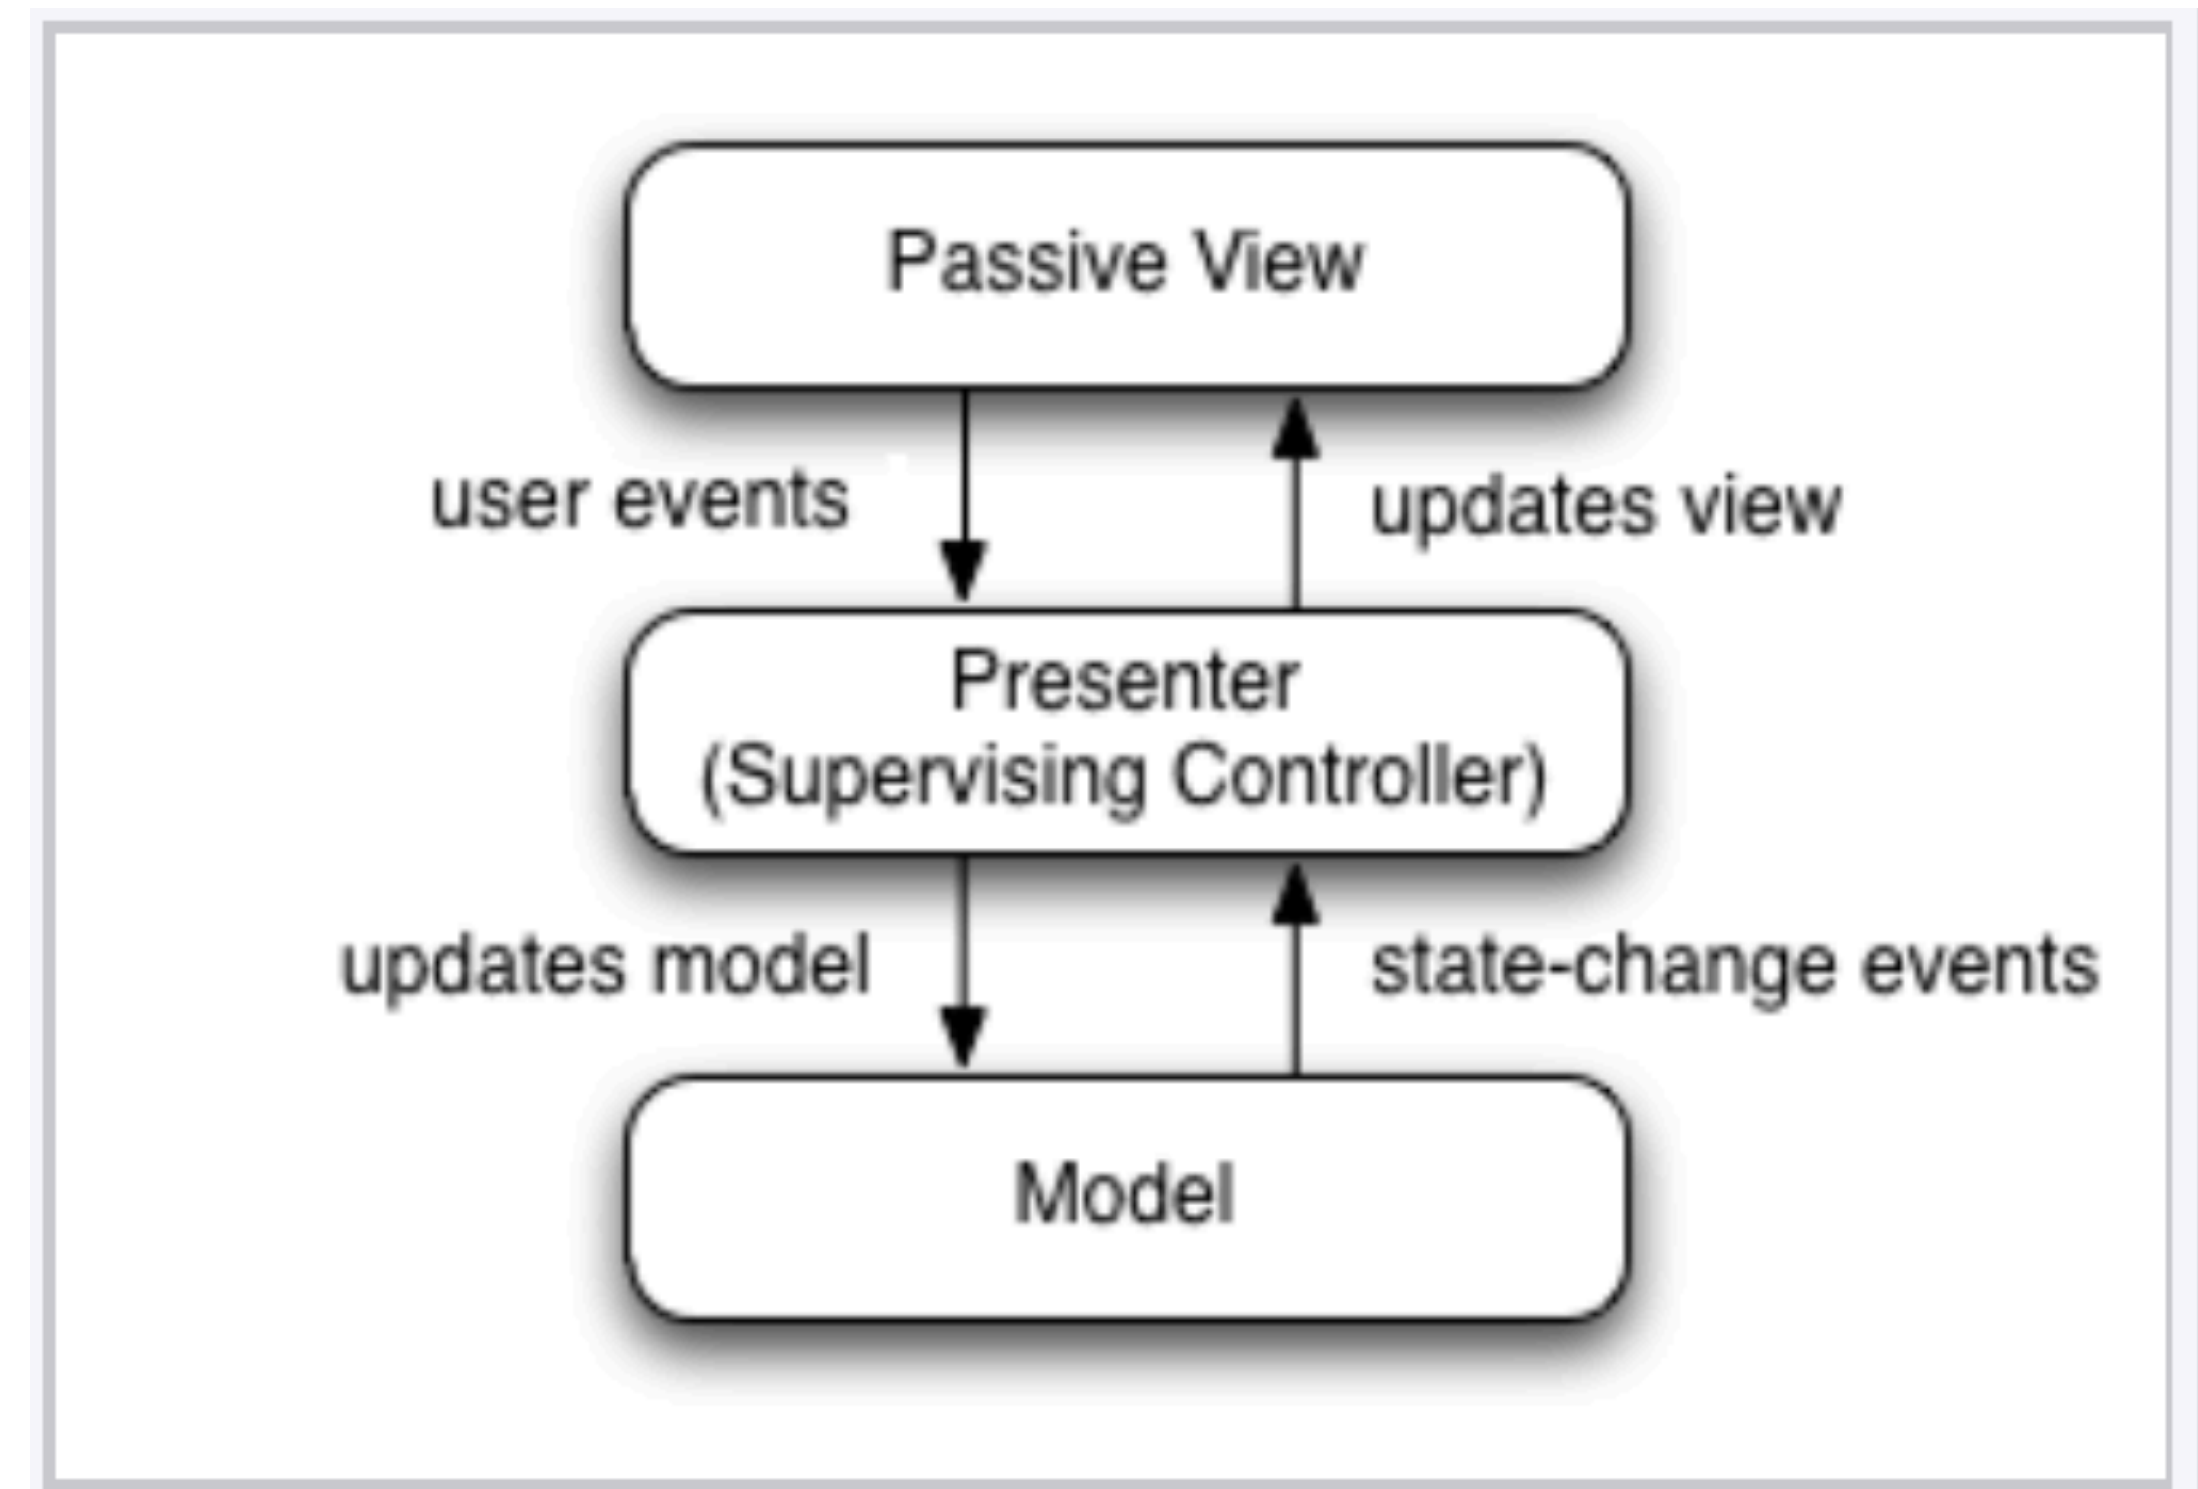 Passive View
user events
updates view
Presenter
(Supervising Controller)
updates model
state-change events
Model